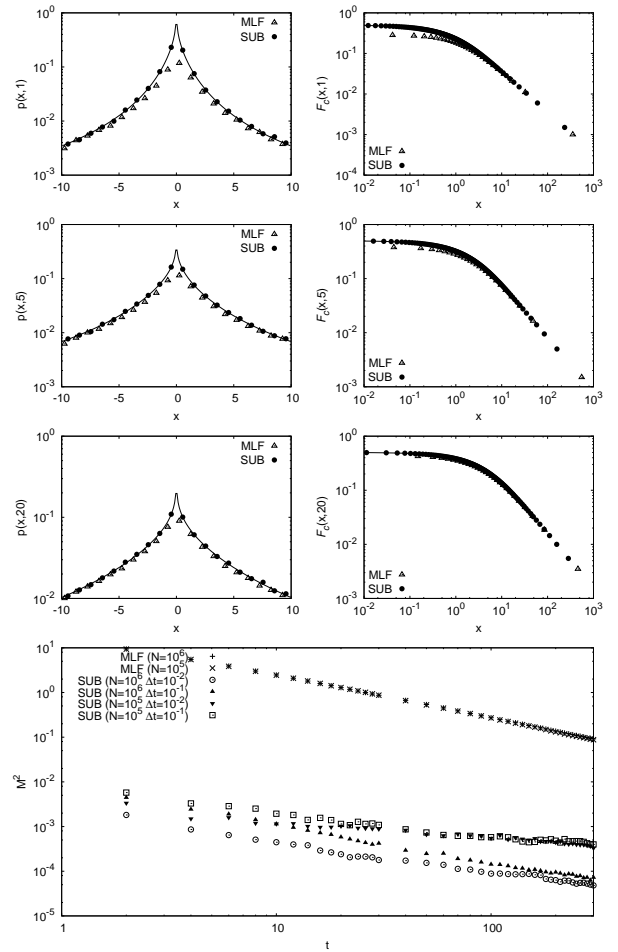 10^0
10^-1
10^-2
10^-3
-10
-5
0
5
10
x
p(x,1)
MLF
SUB
10^1
10^0
10^-1
10^-2
10^-3
10^-4
10^-2
10^-1
10^0
10^1
10^2
10^3
x
F_c(x,1)
MLF
SUB
10^0
10^-1
10^-2
10^-3
-10
-5
0
5
10
x
p(x,5)
MLF
SUB
10^0
10^-1
10^-2
10^-3
10^-2
10^-1
10^0
10^1
10^2
10^3
x
F_c(x,5)
MLF
SUB
10^0
10^-1
10^-2
-10
-5
0
5
10
x
p(x,20)
MLF
SUB
10^0
10^-1
10^-2
10^-3
10^-2
10^-1
10^0
10^1
10^2
10^3
x
F_c(x,20)
MLF
SUB
10^1
10^0
10^-1
10^-2
10^-3
10^-4
10^-5
1
10
100
t
M^2
MLF (N=10^6)
MLF (N=10^5)
SUB (N=10^6 Δt=10^-2)
SUB (N=10^6 Δt=10^-1)
SUB (N=10^5 Δt=10^-2)
SUB (N=10^5 Δt=10^-1)